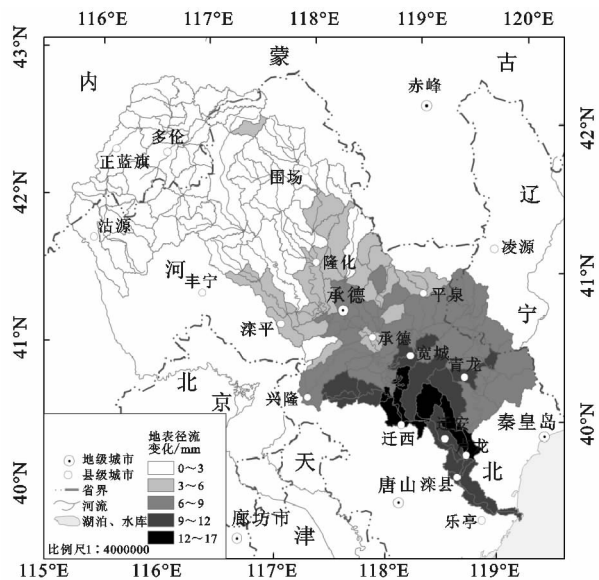 116°E 117°E 118°E 119°E 120°E
43°N
内
蒙
古
赤峰
多伦
正蓝旗
42°N
42°N
围场
辽
沽源
凌源
河
丰宁
隆化
41°N
承德
平泉
宁
41°N
滦平
承德
宽城
青龙
北
京
兴隆
秦皇岛
40°N
迁西
迁安
龙
天
北
40°N
唐山
滦县
廊坊市
津
乐亭
地级城市
县级城市
省界
河流
湖泊、水库
比例尺1:4000000
地表径流
变化/mm
0~3
3~6
6~9
9~12
12~17
115°E 116°E 117°E 118°E 119°E